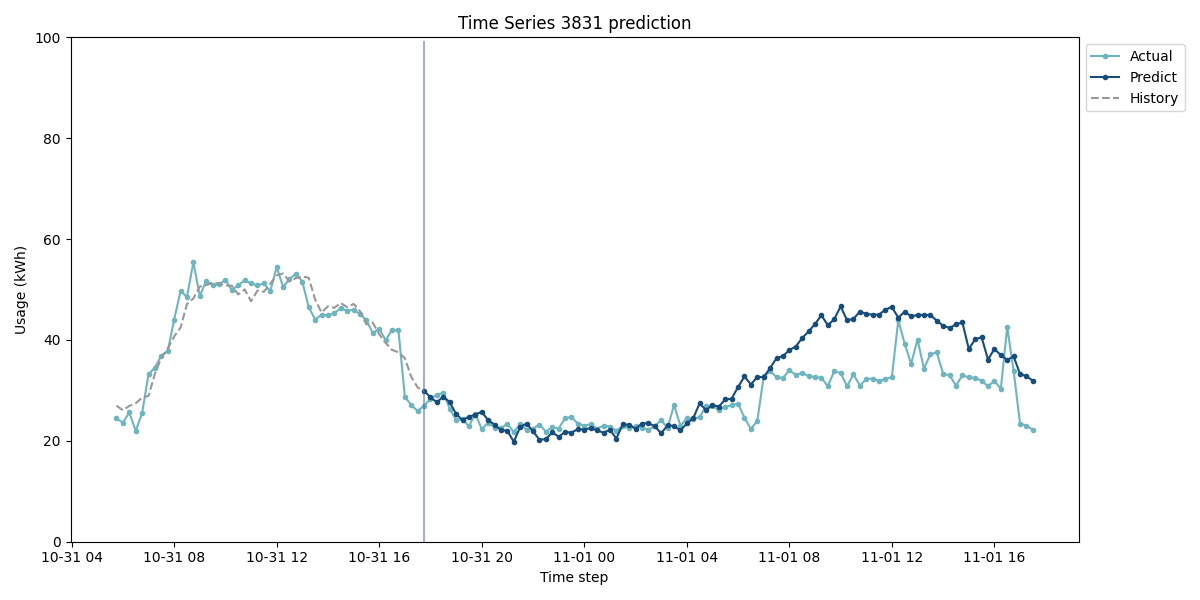 Time Series 3831 prediction
100
80
60
40
20
0
Usage (kWh)
10-31 04
10-31 08
10-31 12
10-31 16
10-31 20
11-01 00
11-01 04
11-01 08
11-01 12
11-01 16
Time step
Actual
Predict
History